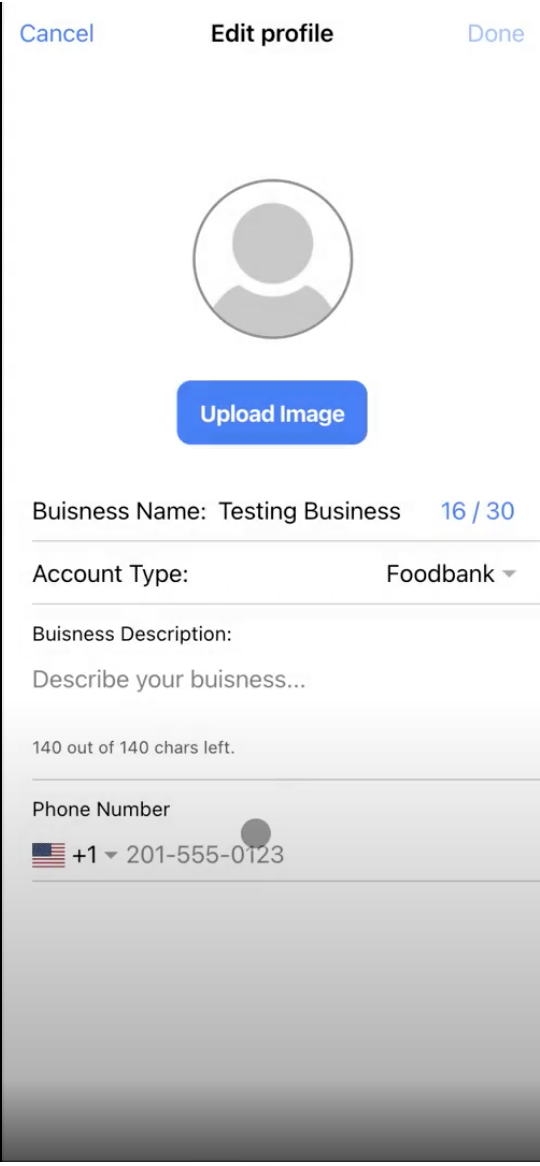 Cancel Edit profile Done
Upload Image
Buisness Name: Testing Business 16 / 30
Account Type: Foodbank
Buisness Description:
Describe your buisness...
140 out of 140 chars left.
Phone Number
+1 201-555-0123